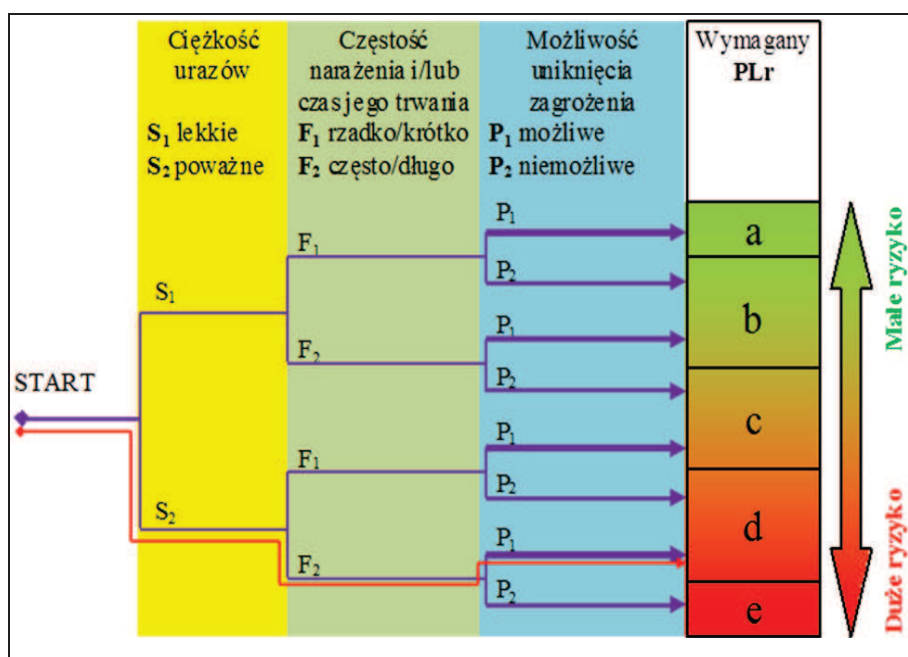 Ciężkość
urazów
S₁ lekkie
S₂ poważne
Częstość
narażenia i/lub
czas jego trwania
F₁ rzadko/krótko
F₂ często/długo
Możliwość
uniknięcia
zagrożenia
P₁ możliwe
P₂ niemożliwe
Wymagany
PLr
START
S₁
S₂
F₁
F₂
F₁
F₂
P₁
P₂
P₁
P₂
P₁
P₂
P₁
P₂
a
b
c
d
e
Małe ryzyko
Duże ryzyko